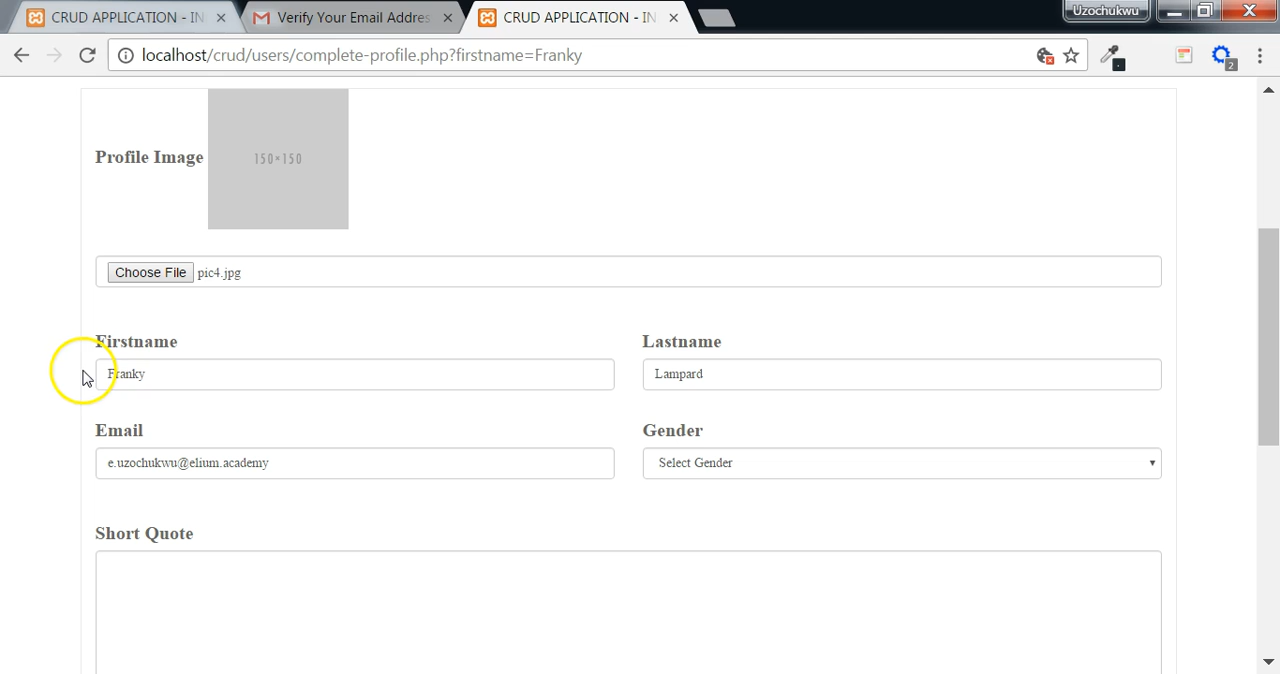 CRUD APPLICATION - IN
Verify Your Email Addres
CRUD APPLICATION - IN
Uzochukwu
localhost/crud/users/complete-profile.php?firstname=Franky
2
Profile Image
150×150
Choose File pic4.jpg
Firstname
Lastname
Franky
Lampard
Email
Gender
e.uzochukwu@elium.academy
Select Gender
Short Quote